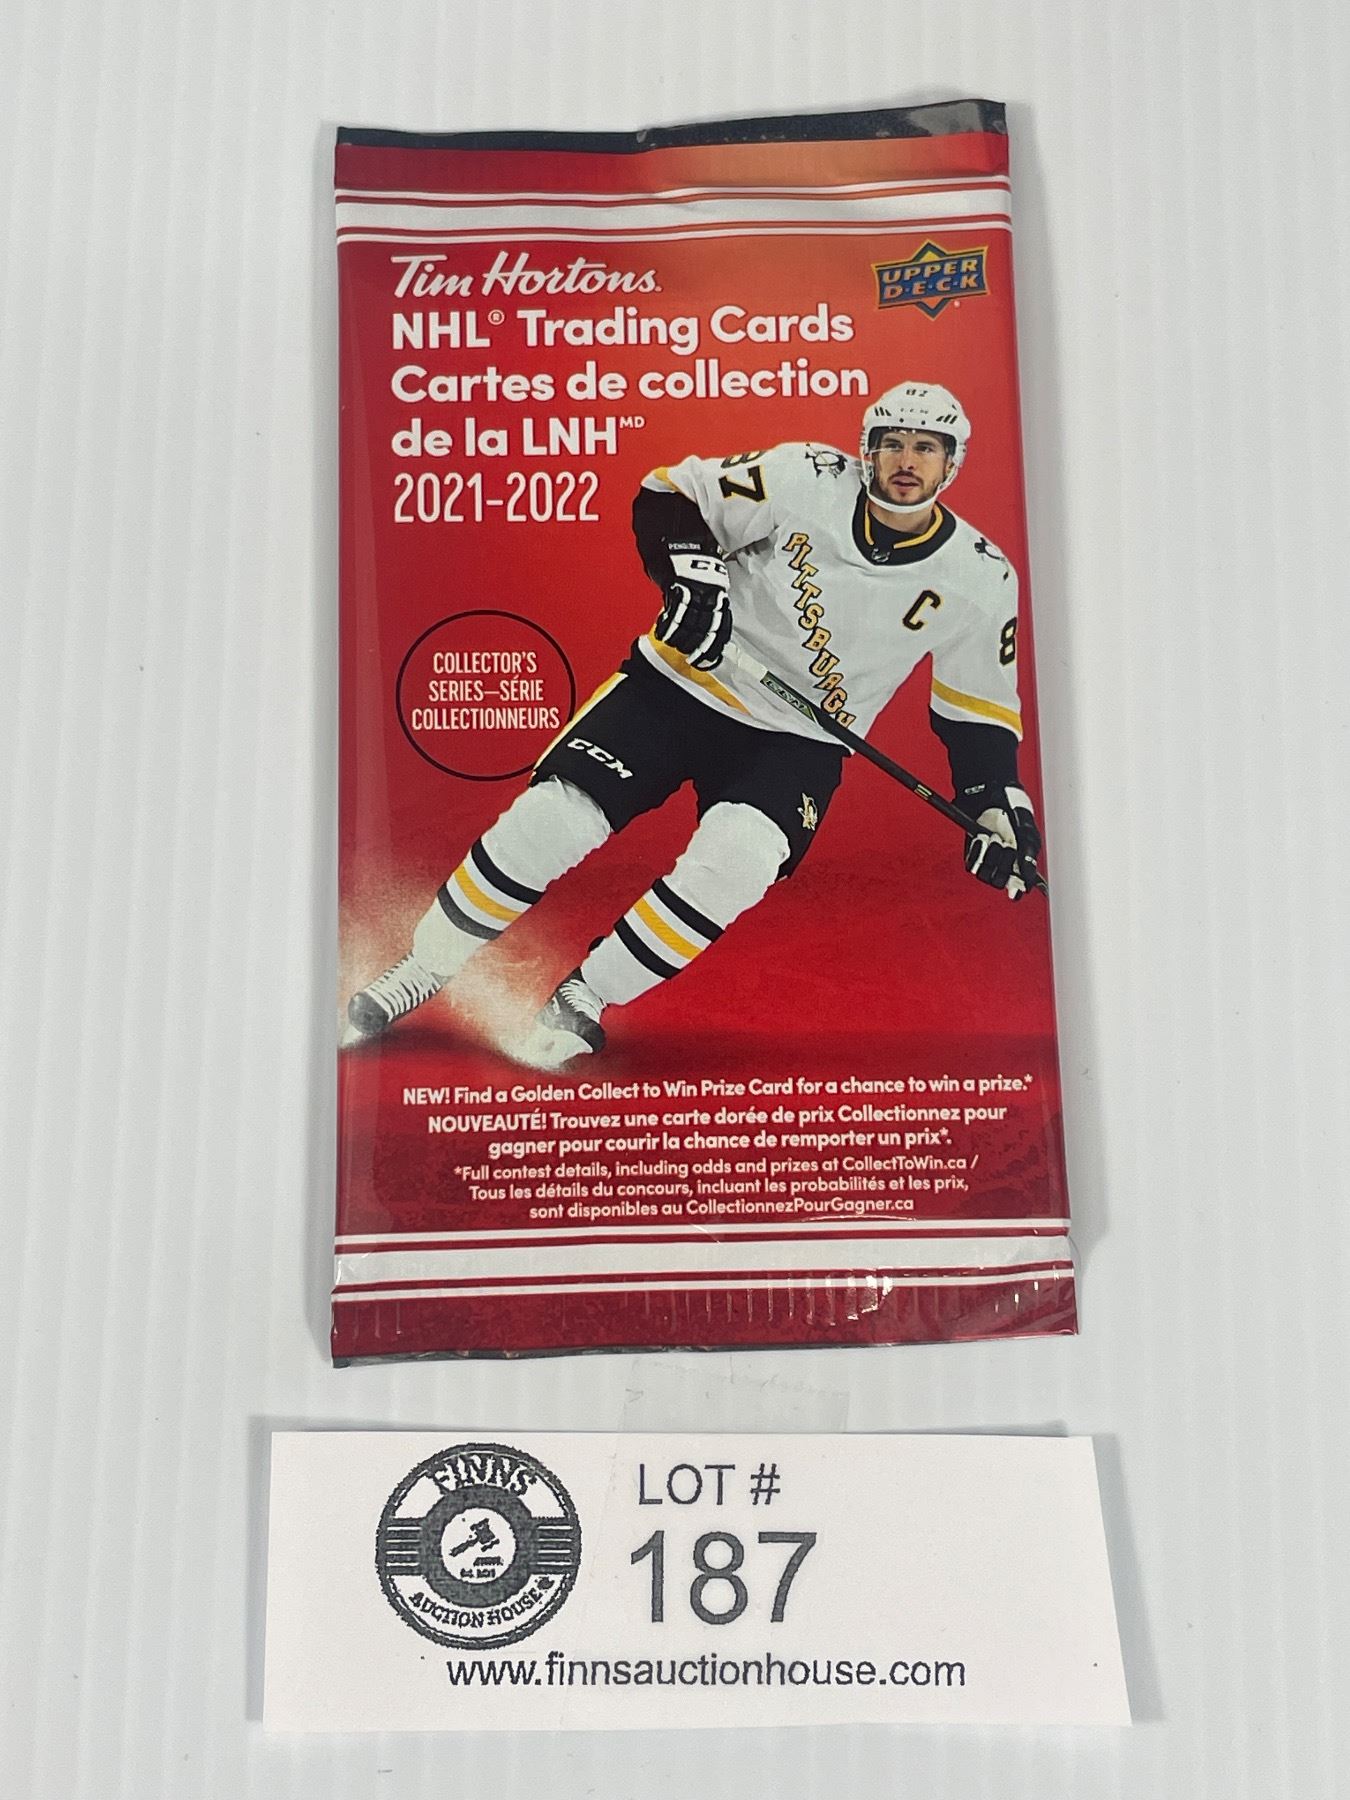 Tim Hortons.
UPPER
D·E·C·K
NHL® Trading Cards
Cartes de collection
de la LNH MD
2021-2022
87
87
PITTSBURGH
C
8
CCM
COLLECTOR'S
SERIES—SÉRIE
COLLECTIONNEURS
CCM
NEW! Find a Golden Collect to Win Prize Card for a chance to win a prize.*
NOUVEAUTÉ! Trouvez une carte dorée de prix Collectionnez pour
gagner pour courir la chance de remporter un prix*.
*Full contest details, including odds and prizes at CollectToWin.ca /
Tous les détails du concours, incluant les probabilités et les prix,
sont disponibles au CollectionnezPourGagner.ca
FINNS
AUCTION HOUSE
LOT #
187
www.finnsauctionhouse.com